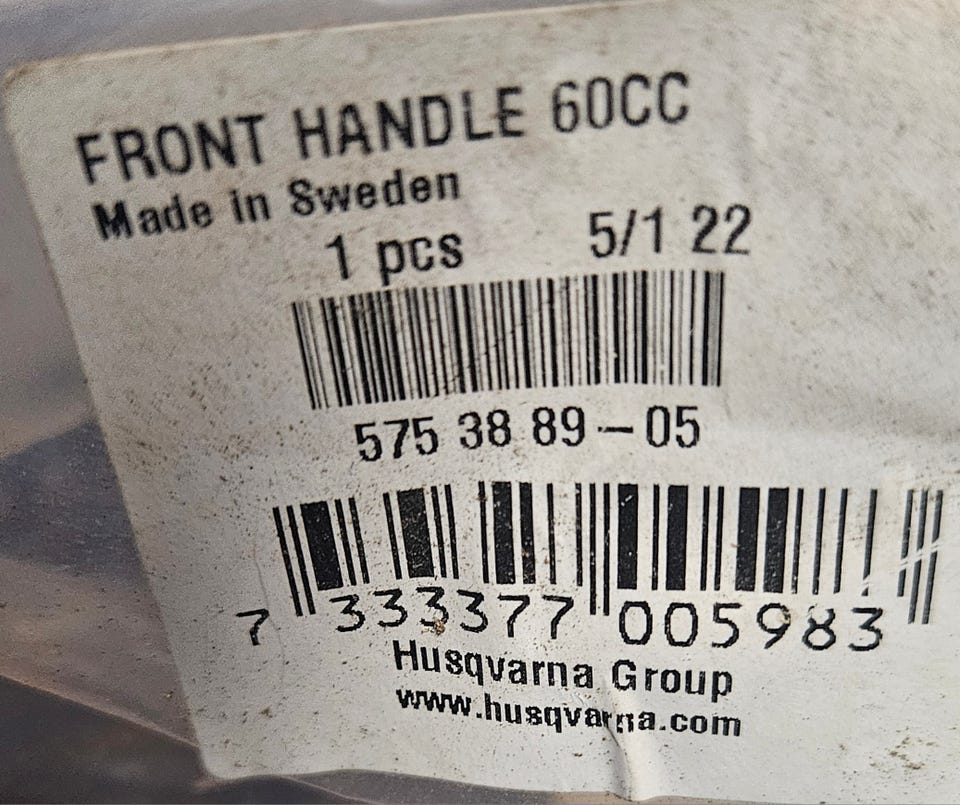 FRONT HANDLE 60CC
Made in Sweden
1 pcs 5/1 22
575 38 89-05
7 333377 005983
Husqvarna Group
www.husqvarna.com